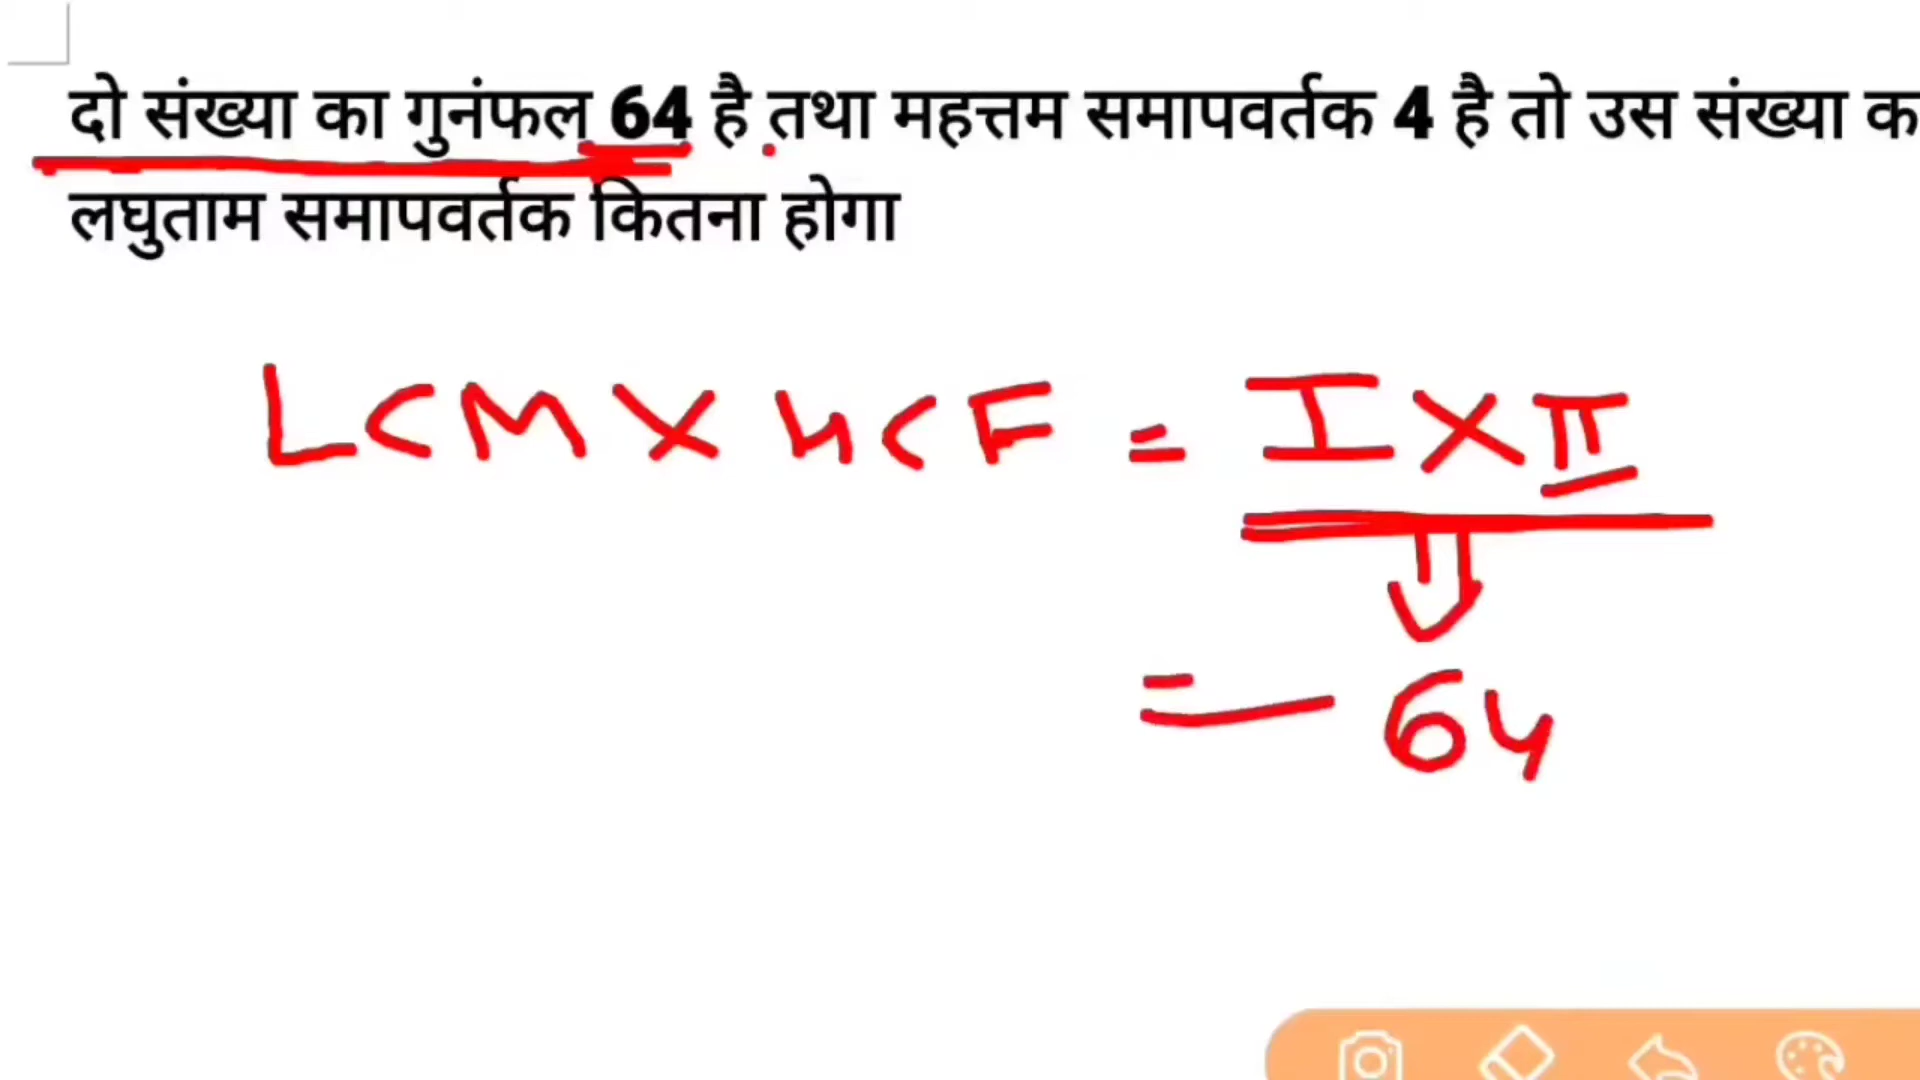 दो संख्या का गुनंफल 64 है तथा महत्तम समापवर्तक 4 है तो उस संख्या क
लघुताम समापवर्तक कितना होगा
LCM X HCF = I X II
= 64